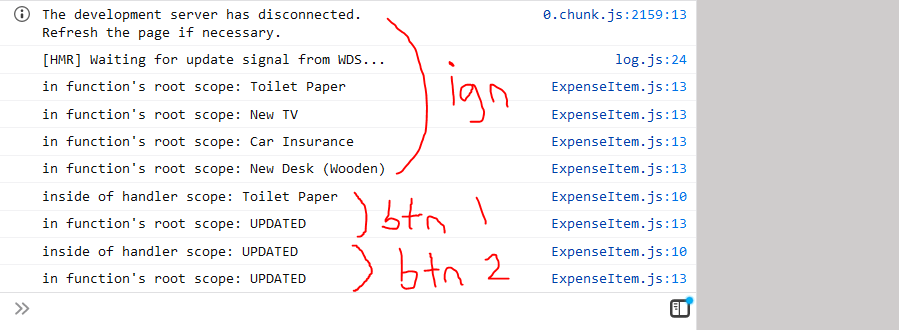 The development server has disconnected. 0.chunk.js:2159:13
Refresh the page if necessary.
[HMR] Waiting for update signal from WDS... log.js:24
in function's root scope: Toilet Paper ExpenseItem.js:13
in function's root scope: New TV ExpenseItem.js:13
in function's root scope: Car Insurance ExpenseItem.js:13
in function's root scope: New Desk (Wooden) ExpenseItem.js:13
ign
inside of handler scope: Toilet Paper ExpenseItem.js:10
in function's root scope: UPDATED ExpenseItem.js:13
btn 1
inside of handler scope: UPDATED ExpenseItem.js:10
in function's root scope: UPDATED ExpenseItem.js:13
btn 2